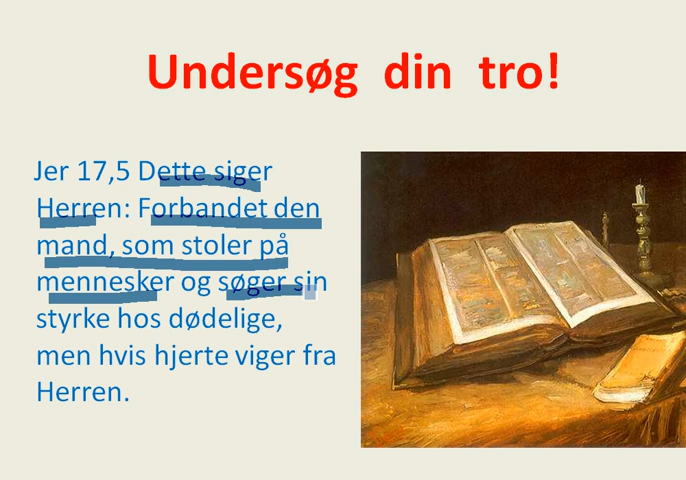 Undersøg din tro!
Jer 17,5 Dette siger
Herren: Forbandet den
mand, som stoler på
mennesker og søger sin
styrke hos dødelige,
men hvis hjerte viger fra
Herren.